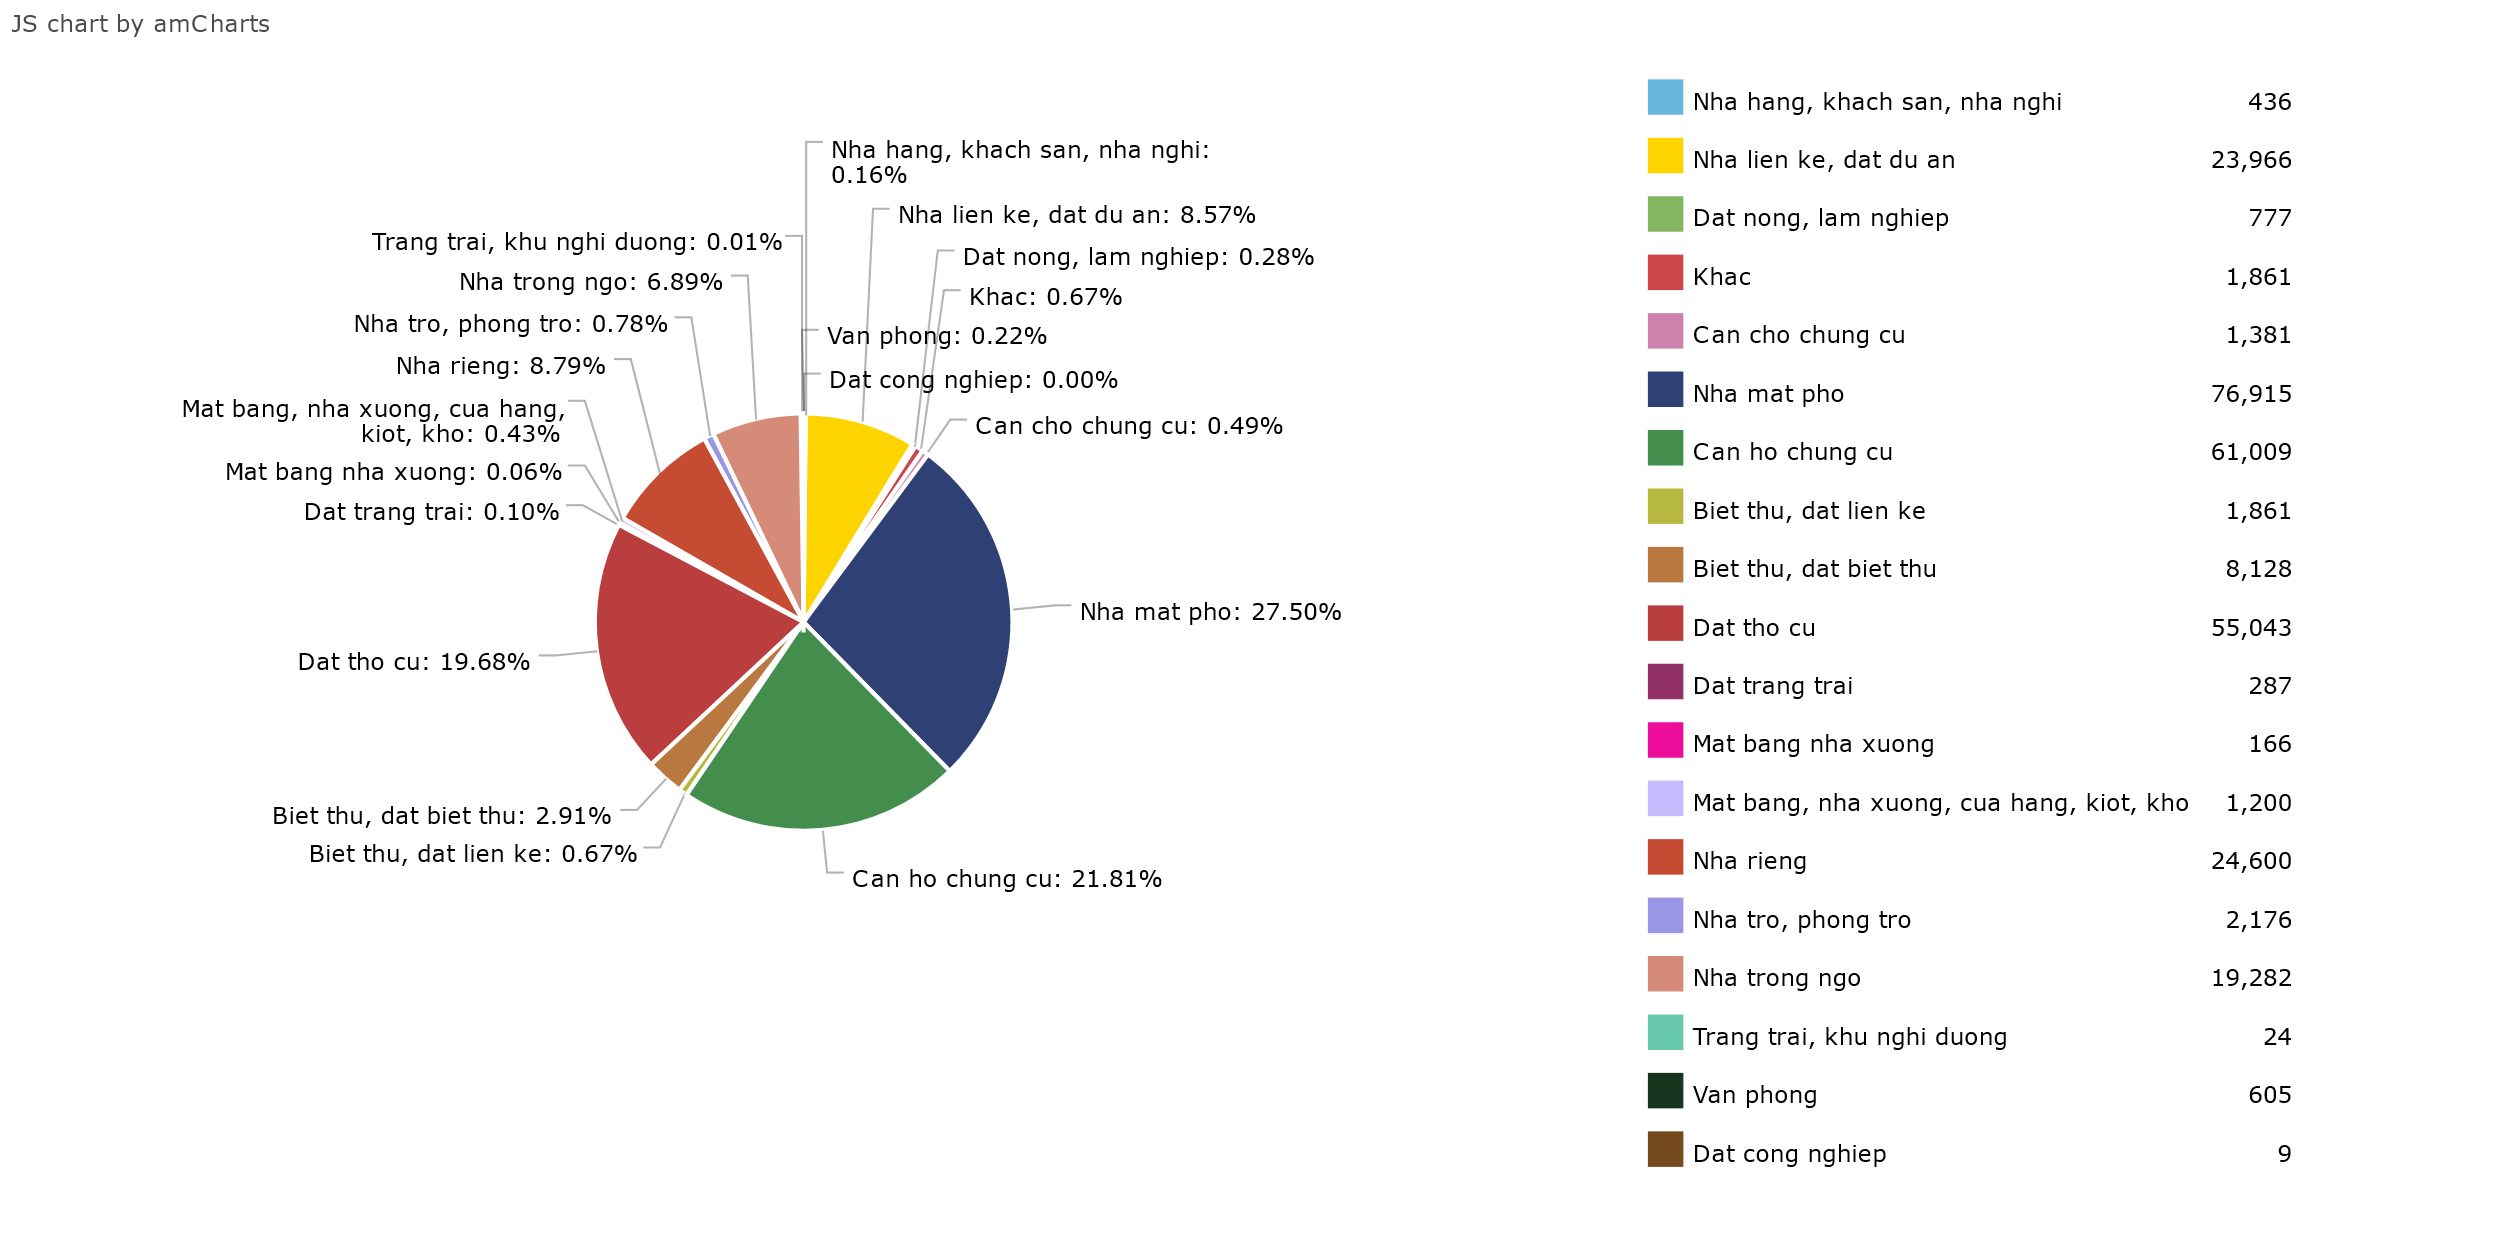 JS chart by amCharts
Nha hang, khach san, nha nghi:
0.16%
Nha lien ke, dat du an: 8.57%
Trang trai, khu nghi duong: 0.01%
Dat nong, lam nghiep: 0.28%
Nha trong ngo: 6.89%
Khac: 0.67%
Nha tro, phong tro: 0.78%
Van phong: 0.22%
Nha rieng: 8.79%
Dat cong nghiep: 0.00%
Mat bang, nha xuong, cua hang,
kiot, kho: 0.43%
Can cho chung cu: 0.49%
Mat bang nha xuong: 0.06%
Dat trang trai: 0.10%
Nha mat pho: 27.50%
Dat tho cu: 19.68%
Biet thu, dat biet thu: 2.91%
Biet thu, dat lien ke: 0.67%
Can ho chung cu: 21.81%
Nha hang, khach san, nha nghi 436
Nha lien ke, dat du an 23,966
Dat nong, lam nghiep 777
Khac 1,861
Can cho chung cu 1,381
Nha mat pho 76,915
Can ho chung cu 61,009
Biet thu, dat lien ke 1,861
Biet thu, dat biet thu 8,128
Dat tho cu 55,043
Dat trang trai 287
Mat bang nha xuong 166
Mat bang, nha xuong, cua hang, kiot, kho 1,200
Nha rieng 24,600
Nha tro, phong tro 2,176
Nha trong ngo 19,282
Trang trai, khu nghi duong 24
Van phong 605
Dat cong nghiep 9